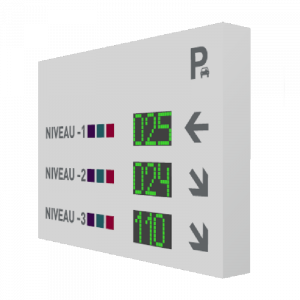 P
NIVEAU -1 025 ←
NIVEAU -2 024 ↘
NIVEAU -3 110 ↘